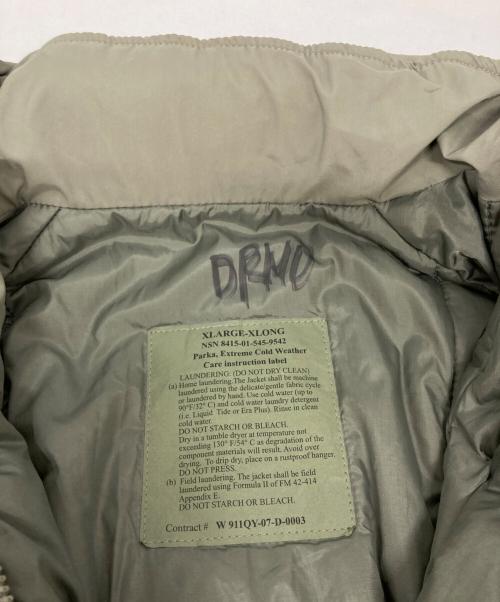 DRMO
XLARGE-XLONG
NSN 8415-01-545-9542
Parka, Extreme Cold Weather
Care instruction label
LAUNDERING: (DO NOT DRY CLEAN)
(a) Home laundering.The Jacket shall be machine
laundered using the delicate/gentle fabric cycle
or laundered by hand. Use cold water (up to
90°F/32° C) and cold water laundry detergent
(i.e. Liquid Tide or Era Plus). Rinse in clean
cold water.
DO NOT STARCH OR BLEACH.
Dry in a tumble dryer at temperature not
exceeding 130° F/54° C as degradation of the
component materials will result. Avoid over
drying. To drip dry, place on a rustproof hanger.
DO NOT PRESS.
(b) Field laundering. The jacket shall be field
laundered using Formula II of FM 42-414
Appendix E.
DO NOT STARCH OR BLEACH.
Contract # W 911QY-07-D-0003